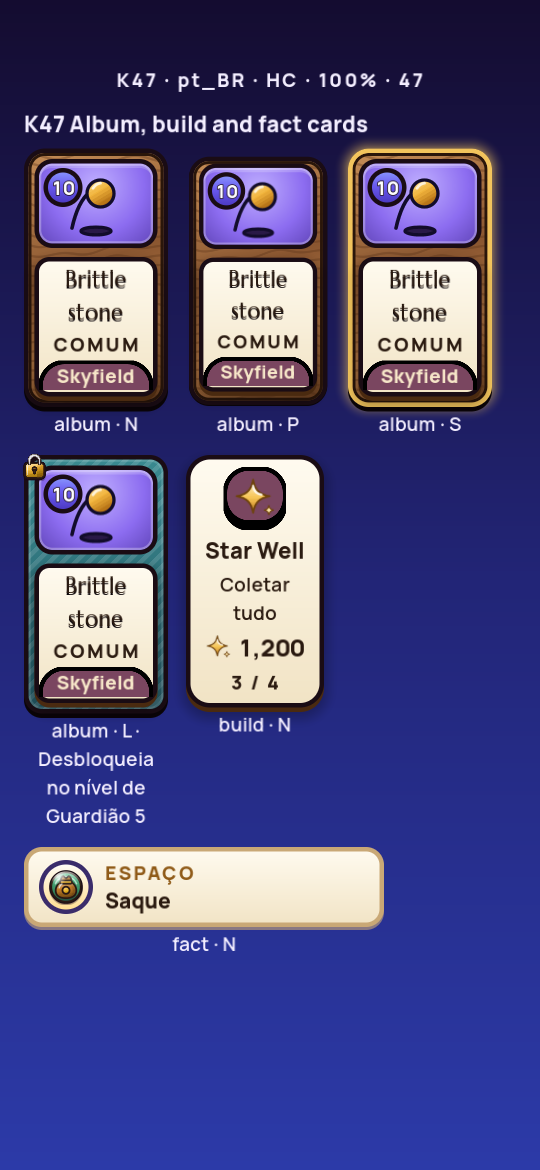 K47 · pt_BR · HC · 100% · 47
K47 Album, build and fact cards
10
Brittle
stone
COMUM
Skyfield
album · N
10
Brittle
stone
COMUM
Skyfield
album · P
10
Brittle
stone
COMUM
Skyfield
album · S
10
Brittle
stone
COMUM
Skyfield
album · L ·
Desbloqueia
no nível de
Guardião 5
Star Well
Coletar
tudo
1,200
3 / 4
build · N
ESPAÇO
Saque
fact · N